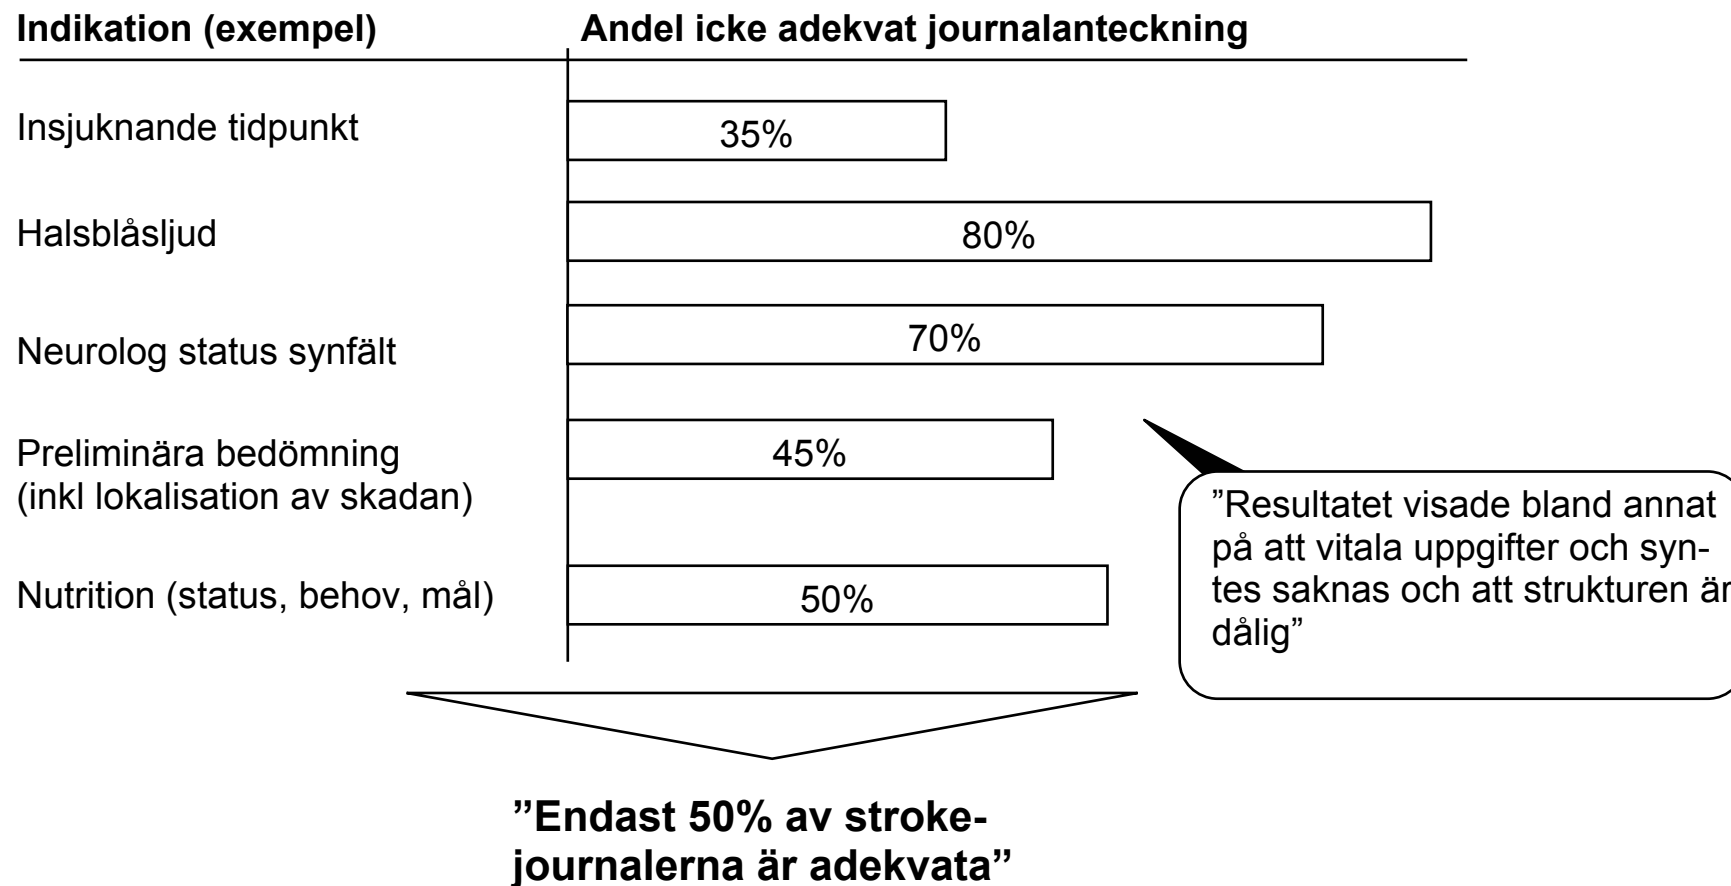 Indikation (exempel)
Andel icke adekvat journalanteckning
Insjuknande tidpunkt
35%
Halsblåsljud
80%
Neurolog status synfält
70%
Preliminära bedömning
(inkl lokalisation av skadan)
45%
Nutrition (status, behov, mål)
50%
”Resultatet visade bland annat
på att vitala uppgifter och syn-
tes saknas och att strukturen är
dålig”
”Endast 50% av stroke-
journalerna är adekvata”